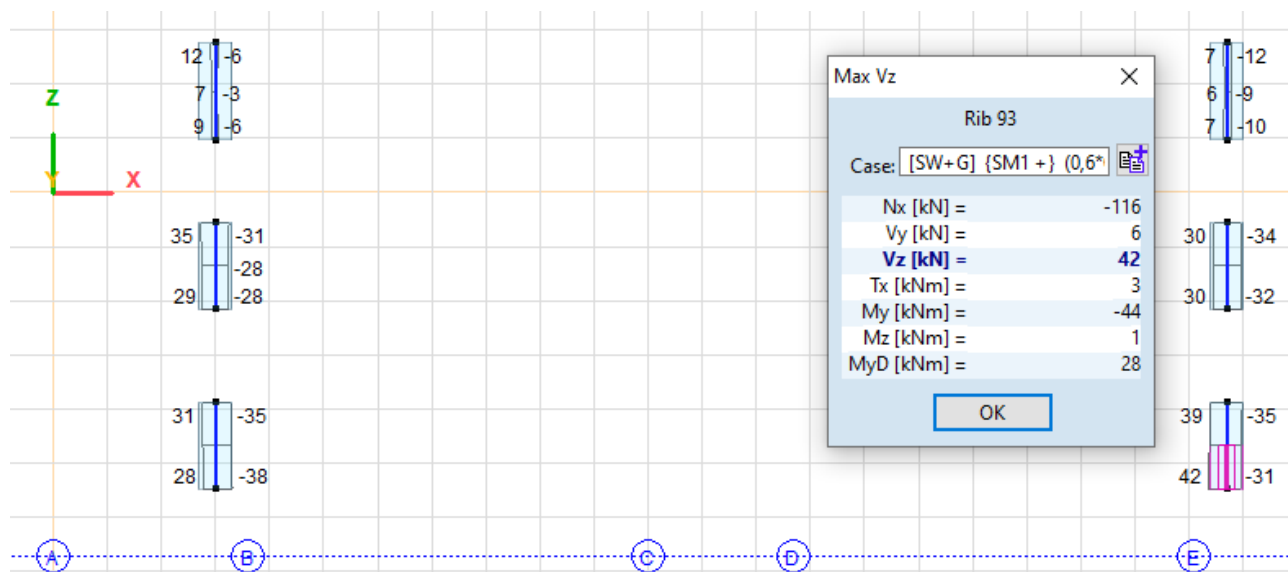 12 -6
7 -3
9 -6
Z
X
Y
35 -31
-28
29 -28
31 -35
28 -38
Max Vz
Rib 93
Case: [SW+G] {SM1 +} (0,6*
Nx [kN] = -116
Vy [kN] = 6
Vz [kN] = 42
Tx [kNm] = 3
My [kNm] = -44
Mz [kNm] = 1
MyD [kNm] = 28
OK
7 -12
6 -9
7 -10
30 -34
30 -32
39 -35
42 -31
A B C D E